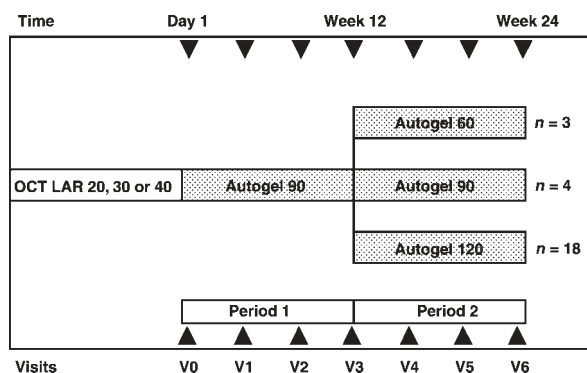 Time Day 1 Week 12 Week 24
Autogel 60 n = 3
OCT LAR 20, 30 or 40 Autogel 90 Autogel 90 n = 4
Autogel 120 n = 18
Period 1 Period 2
Visits V0 V1 V2 V3 V4 V5 V6